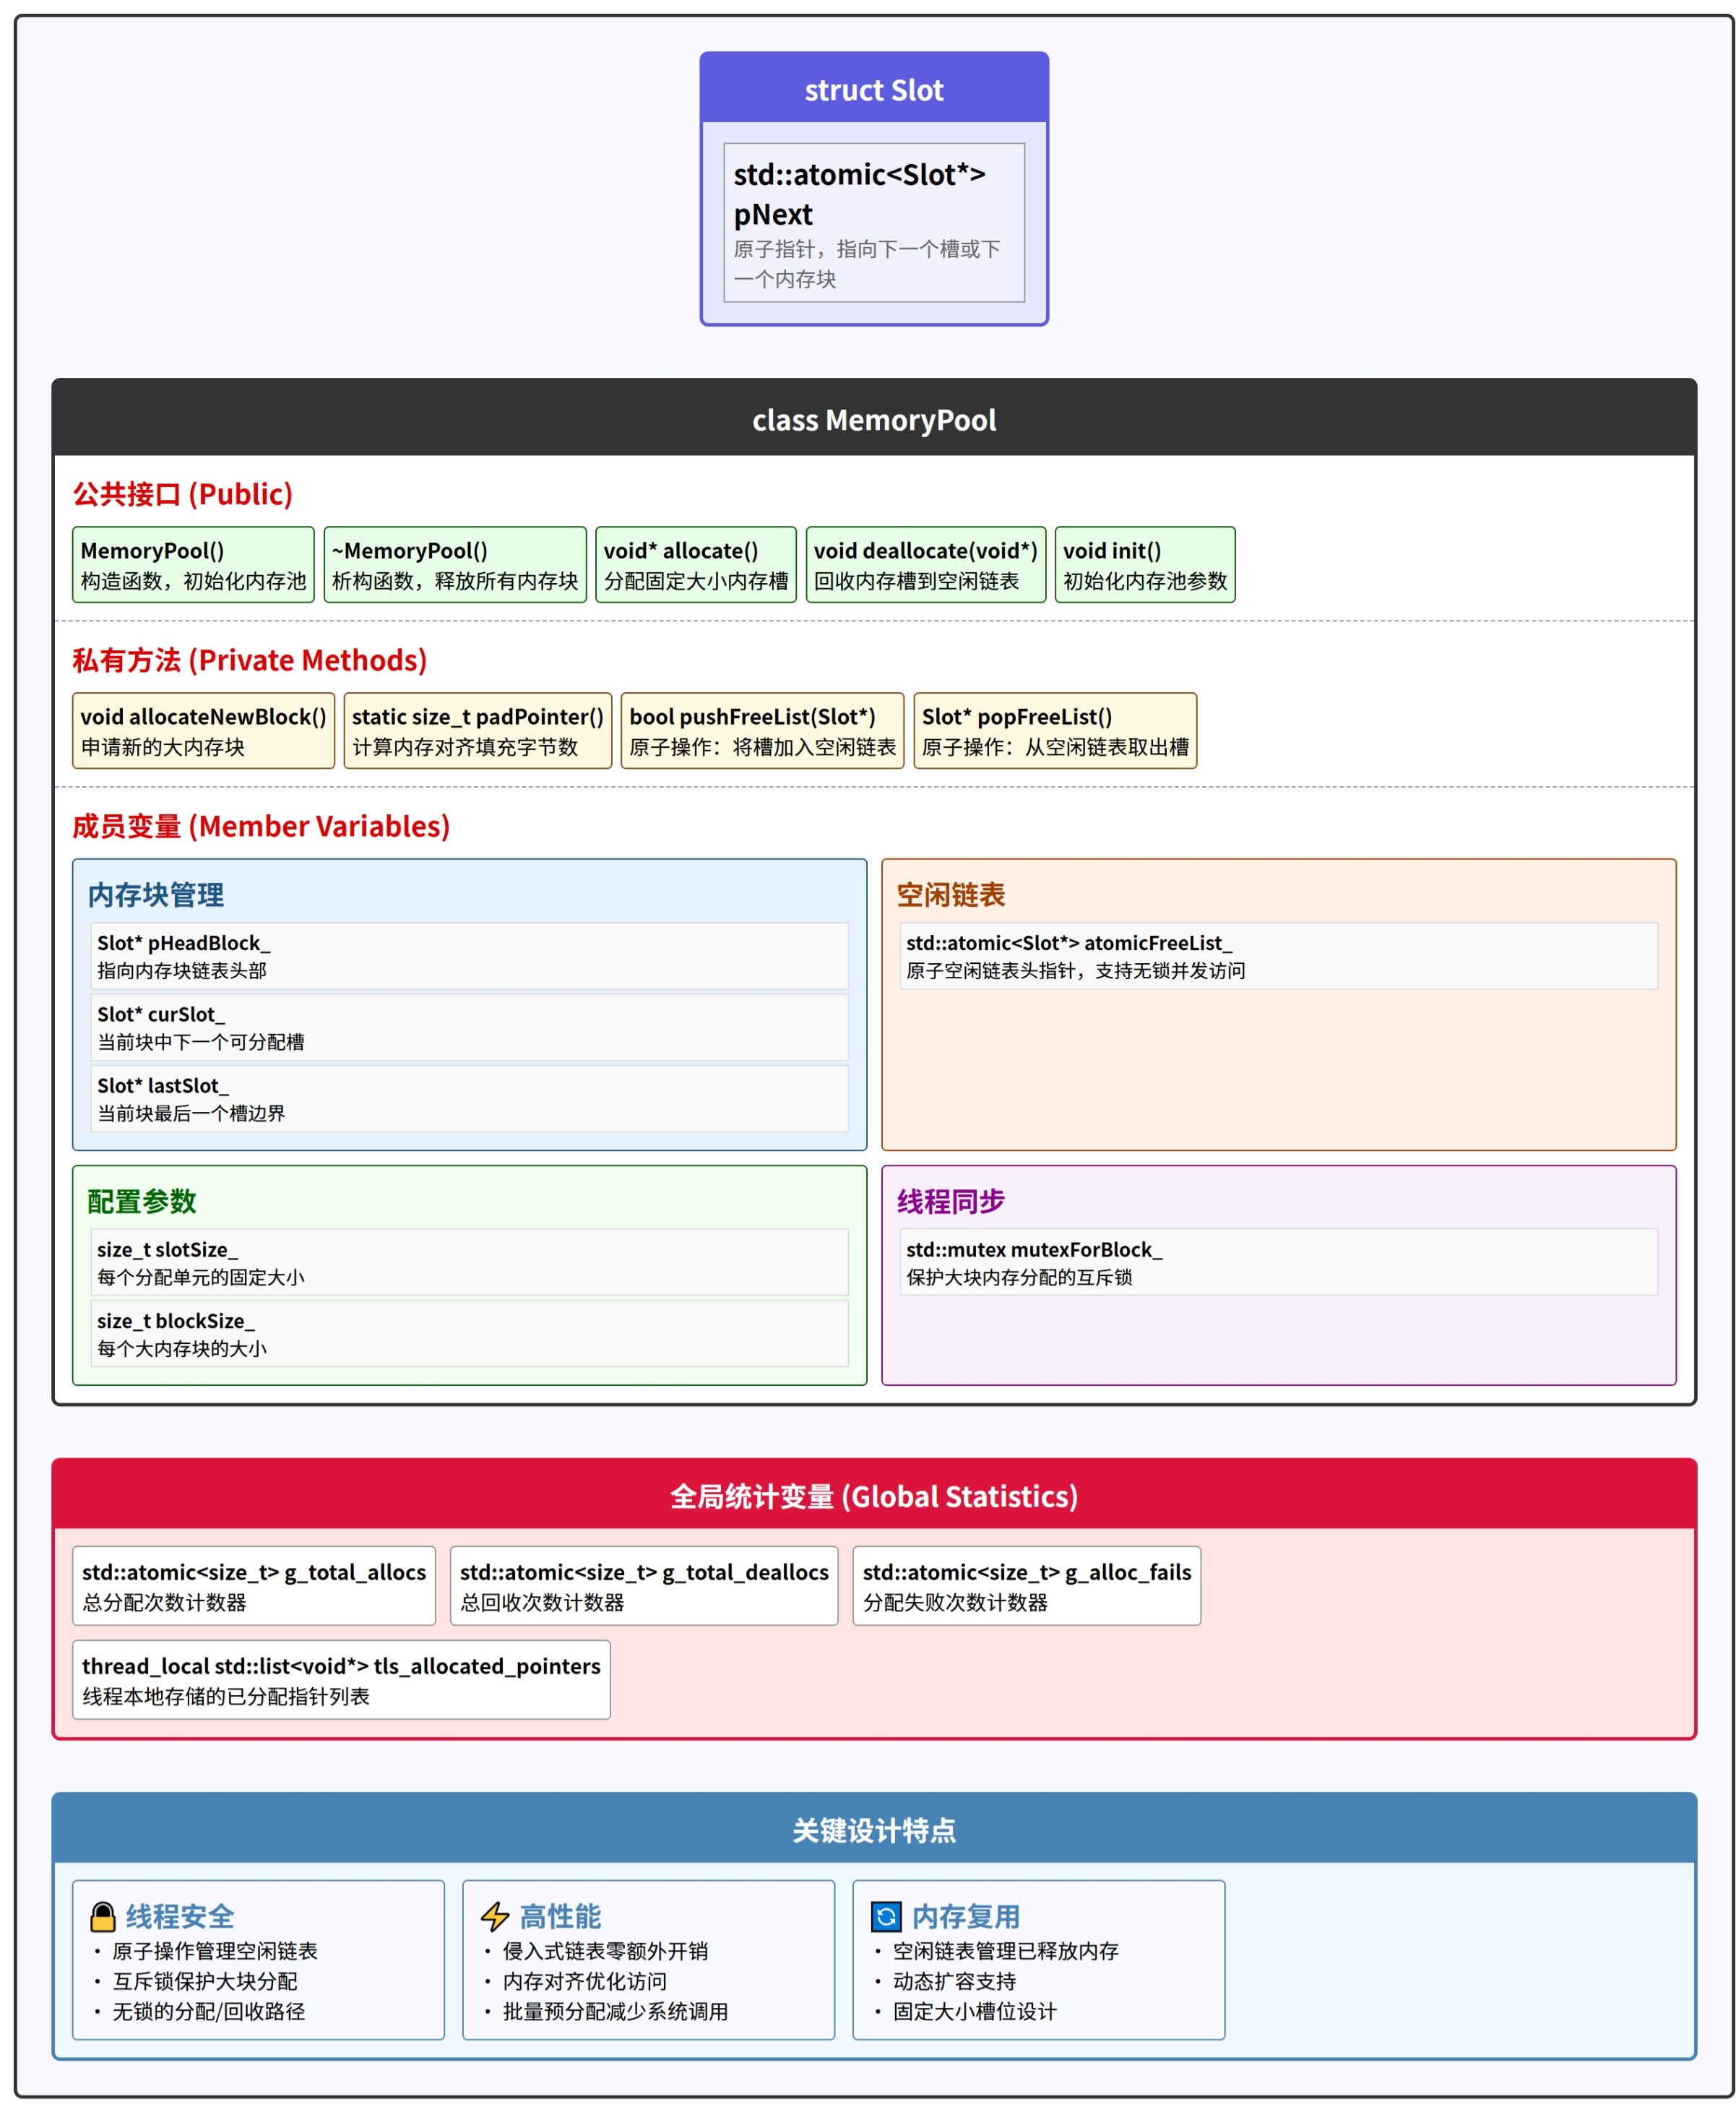 struct Slot
std::atomic<Slot*>
pNext
原子指针，指向下一个槽或下
一个内存块
class MemoryPool
公共接口 (Public)
MemoryPool()
构造函数，初始化内存池
~MemoryPool()
析构函数，释放所有内存块
void* allocate()
分配固定大小内存槽
void deallocate(void*)
回收内存槽到空闲链表
void init()
初始化内存池参数
私有方法 (Private Methods)
void allocateNewBlock()
申请新的大内存块
static size_t padPointer()
计算内存对齐填充字节数
bool pushFreeList(Slot*)
原子操作：将槽加入空闲链表
Slot* popFreeList()
原子操作：从空闲链表取出槽
成员变量 (Member Variables)
内存块管理
Slot* pHeadBlock_
指向内存块链表头部
Slot* curSlot_
当前块中下一个可分配槽
Slot* lastSlot_
当前块最后一个槽边界
空闲链表
std::atomic<Slot*> atomicFreeList_
原子空闲链表头指针，支持无锁并发访问
配置参数
size_t slotSize_
每个分配单元的固定大小
size_t blockSize_
每个大内存块的大小
线程同步
std::mutex mutexForBlock_
保护大块内存分配的互斥锁
全局统计变量 (Global Statistics)
std::atomic<size_t> g_total_allocs
总分配次数计数器
std::atomic<size_t> g_total_deallocs
总回收次数计数器
std::atomic<size_t> g_alloc_fails
分配失败次数计数器
thread_local std::list<void*> tls_allocated_pointers
线程本地存储的已分配指针列表
关键设计特点
🔒 线程安全
• 原子操作管理空闲链表
• 互斥锁保护大块分配
• 无锁的分配/回收路径
⚡ 高性能
• 侵入式链表零额外开销
• 内存对齐优化访问
• 批量预分配减少系统调用
🔄 内存复用
• 空闲链表管理已释放内存
• 动态扩容支持
• 固定大小槽位设计